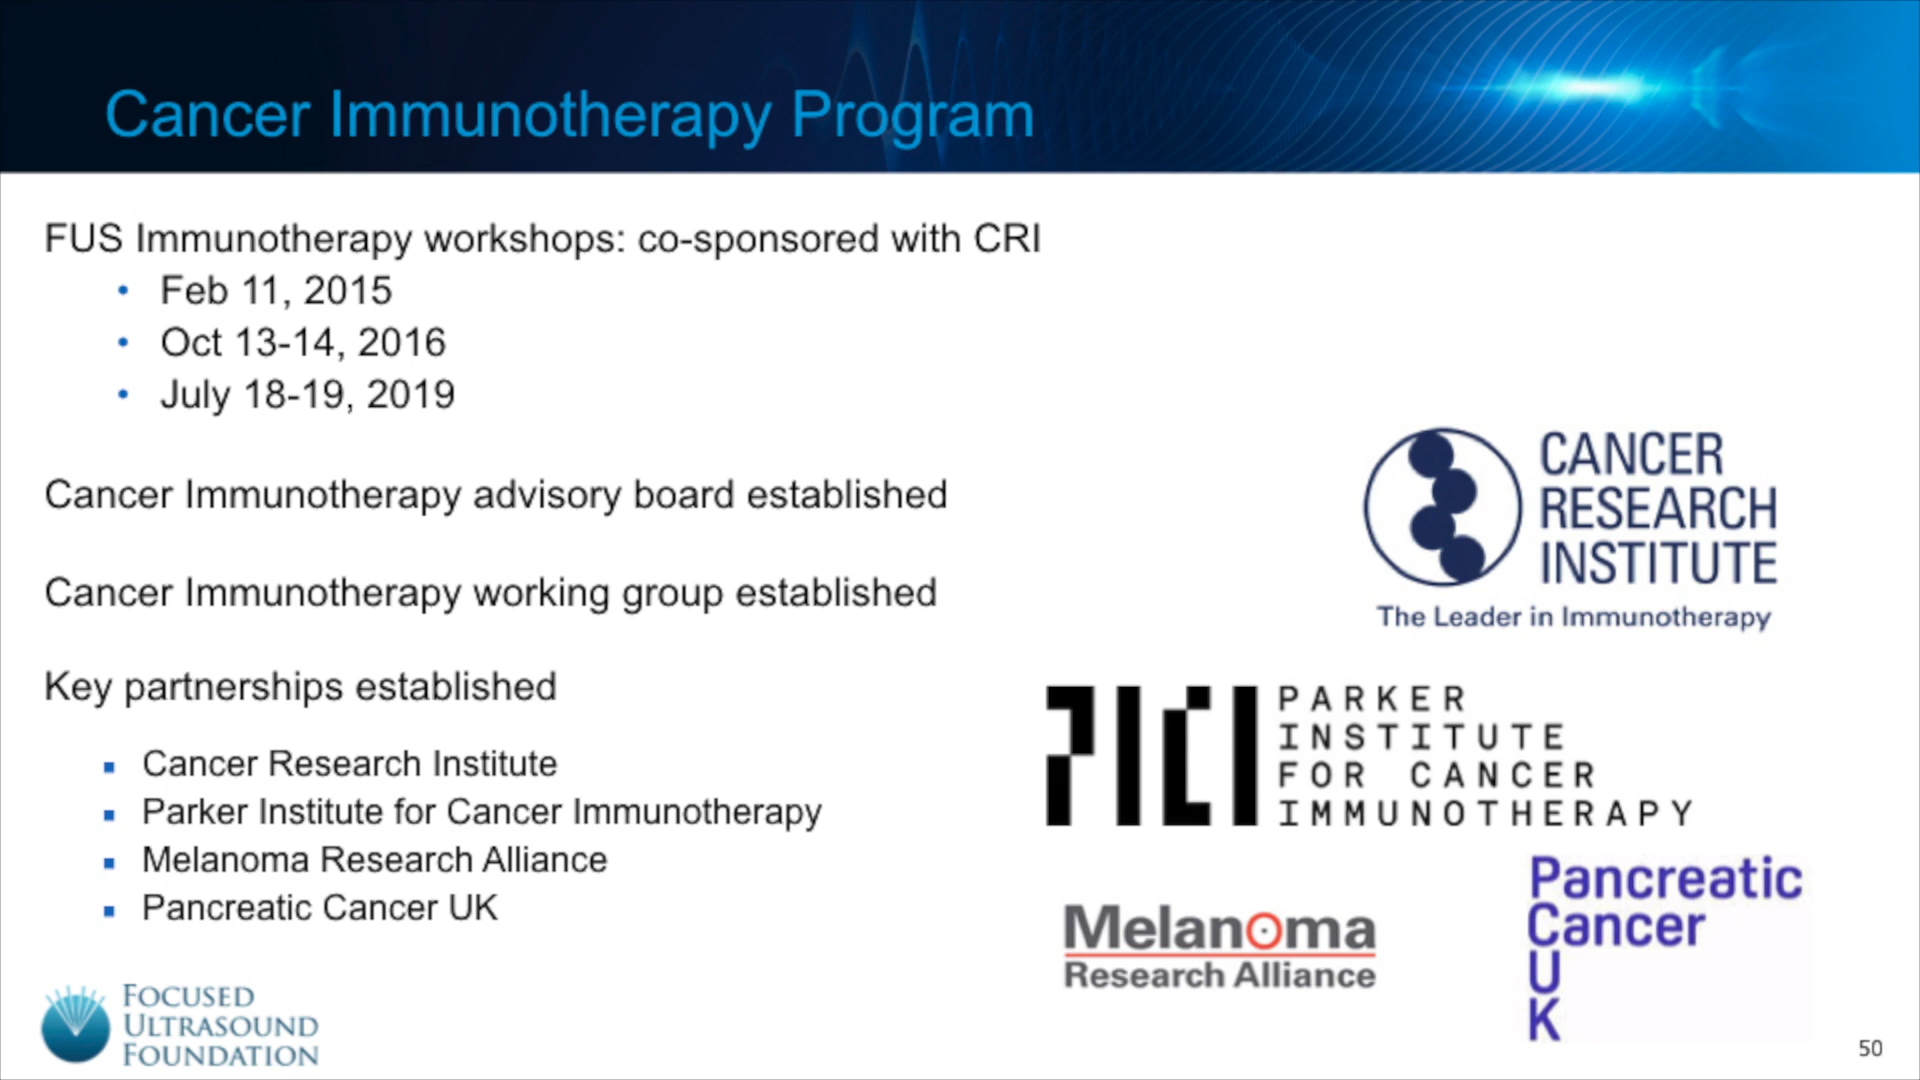 Cancer Immunotherapy Program
FUS Immunotherapy workshops: co-sponsored with CRI
• Feb 11, 2015
• Oct 13-14, 2016
• July 18-19, 2019
Cancer Immunotherapy advisory board established
Cancer Immunotherapy working group established
Key partnerships established
▪ Cancer Research Institute
▪ Parker Institute for Cancer Immunotherapy
▪ Melanoma Research Alliance
▪ Pancreatic Cancer UK
CANCER
RESEARCH
INSTITUTE
The Leader in Immunotherapy
PICI
PARKER
INSTITUTE
FOR CANCER
IMMUNOTHERAPY
Melanoma
Research Alliance
Pancreatic
Cancer
U
K
FOCUSED
ULTRASOUND
FOUNDATION
50